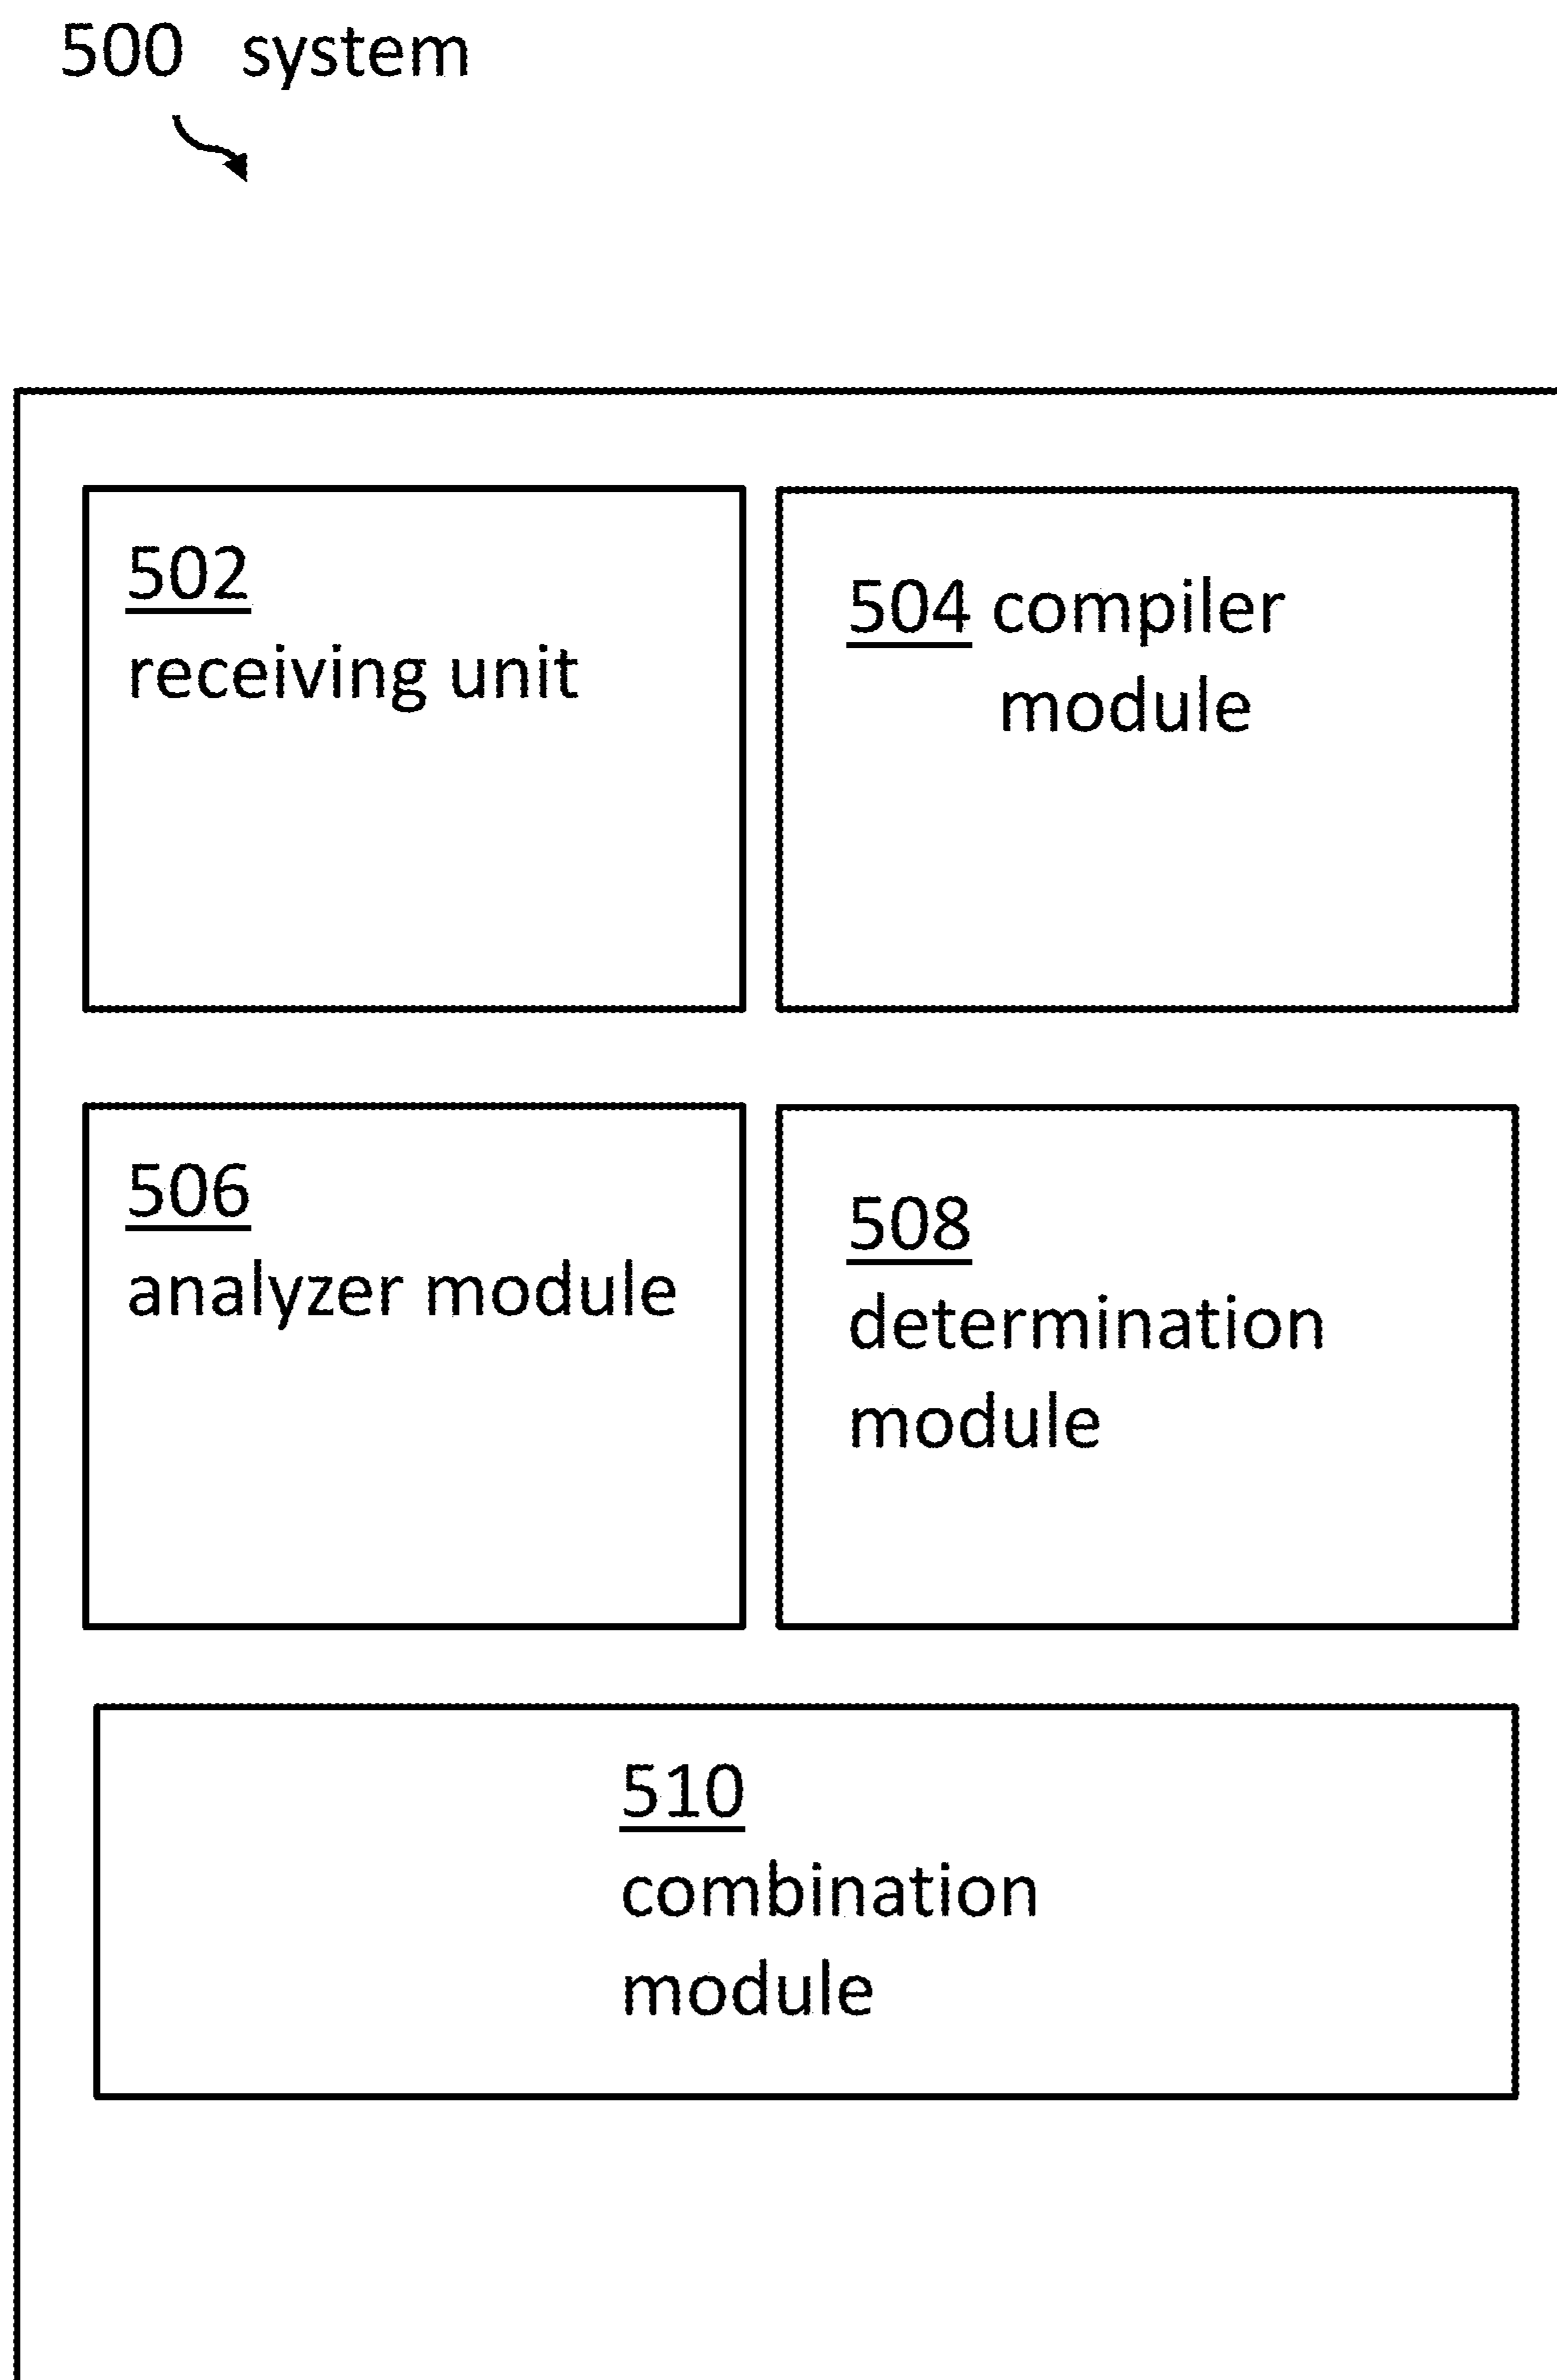 500 system
502
receiving unit
504 compiler
module
506
analyzer module
508
determination
module
510
combination
module